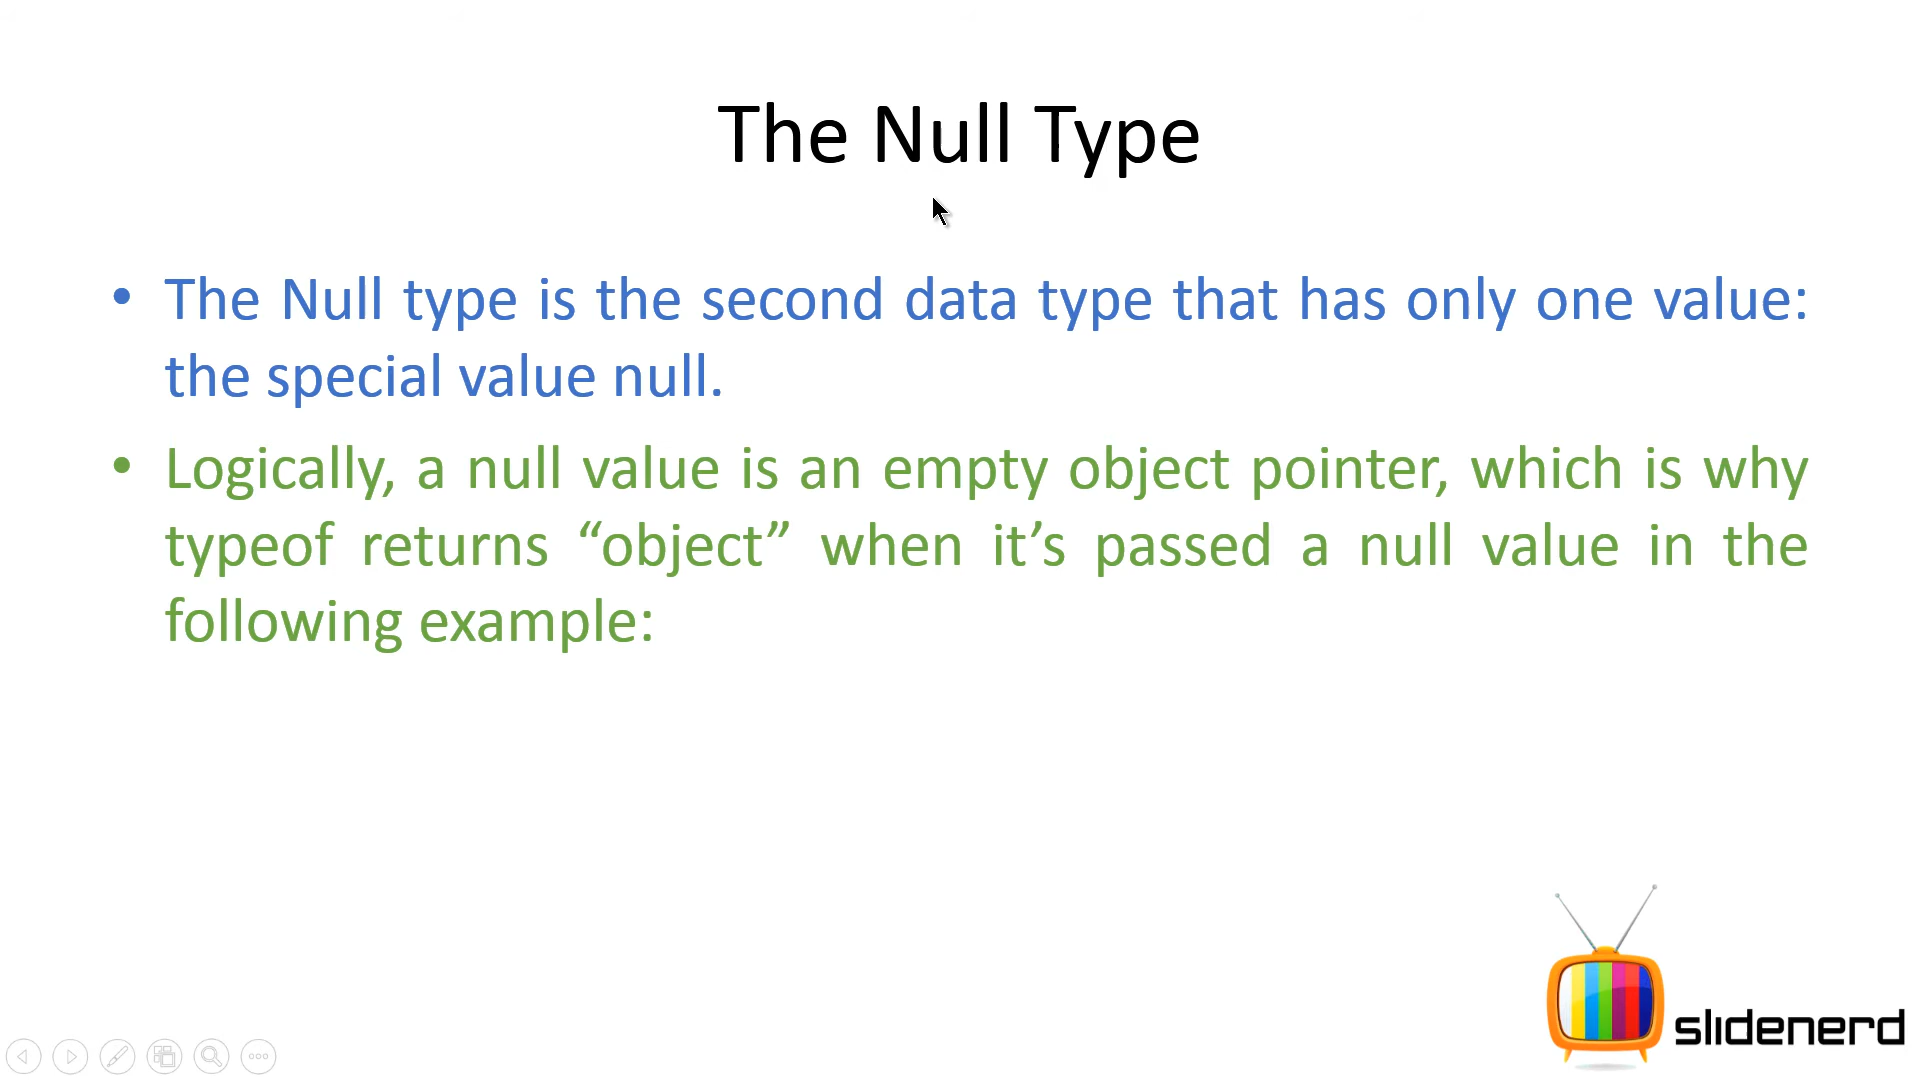 The Null Type
• The Null type is the second data type that has only one value:
the special value null.
• Logically, a null value is an empty object pointer, which is why
typeof returns “object” when it’s passed a null value in the
following example:
slidenerd